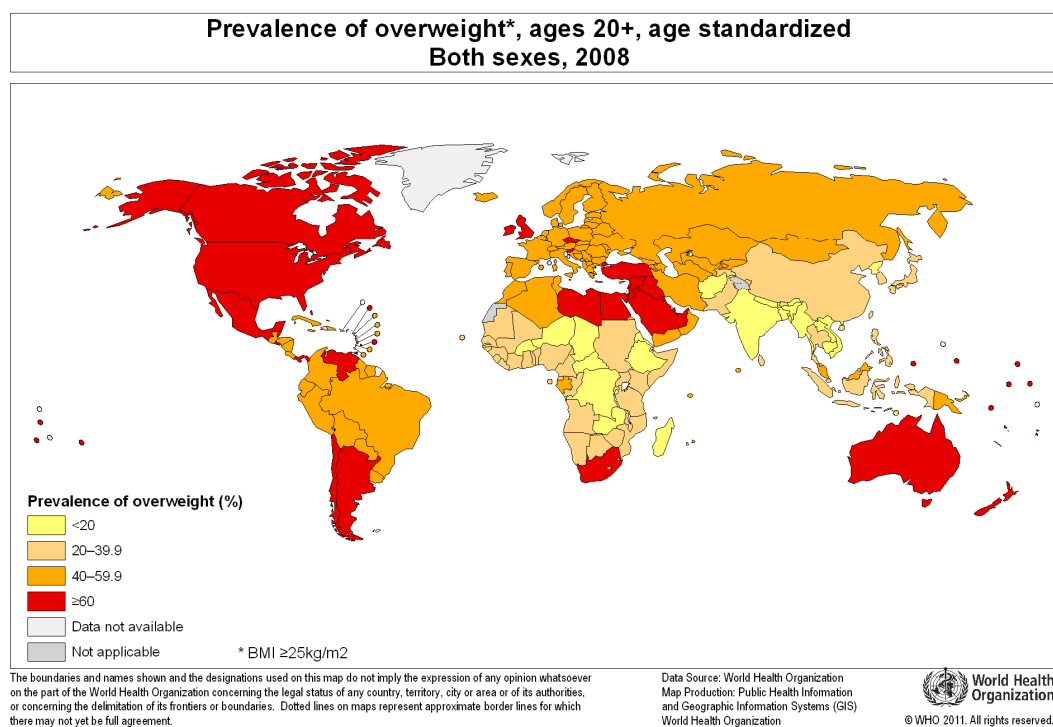 Prevalence of overweight*, ages 20+, age standardized
Both sexes, 2008
Prevalence of overweight (%)
<20
20–39.9
40–59.9
≥60
Data not available
Not applicable
* BMI ≥25kg/m2
The boundaries and names shown and the designations used on this map do not imply the expression of any opinion whatsoever
on the part of the World Health Organization concerning the legal status of any country, territory, city or area or of its authorities,
or concerning the delimitation of its frontiers or boundaries. Dotted lines on maps represent approximate border lines for which
there may not yet be full agreement.
Data Source: World Health Organization
Map Production: Public Health Information
and Geographic Information Systems (GIS)
World Health Organization
World Health
Organization
© WHO 2011. All rights reserved.